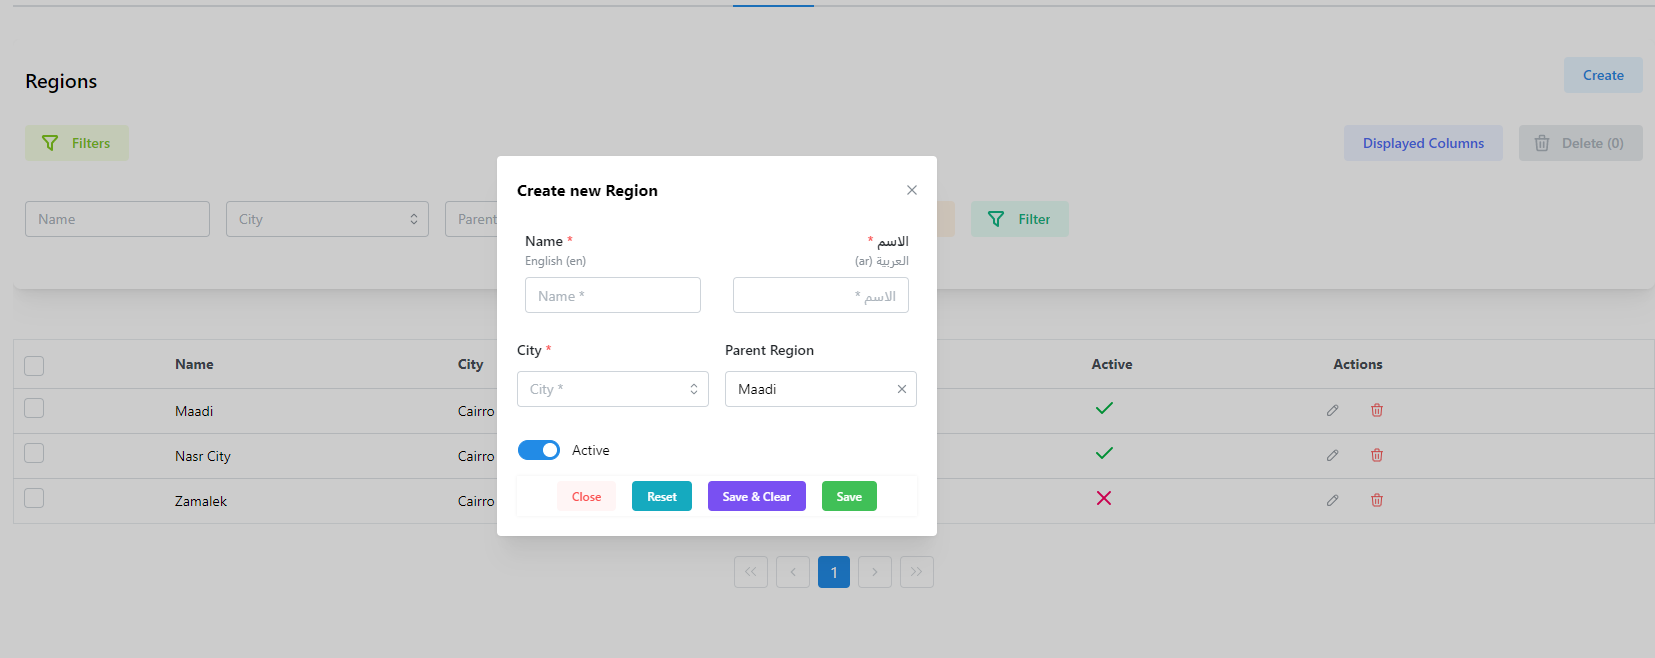 Regions
Create
Filters
Displayed Columns
Delete (0)
Name
City
Parent
Filter
Create new Region
Name *
الاسم *
English (en)
العربية (ar)
Name *
الاسم *
City *
Parent Region
City *
Maadi
Active
Close
Reset
Save & Clear
Save
Name
City
Active
Actions
Maadi
Cairro
Nasr City
Cairro
Zamalek
Cairro
1